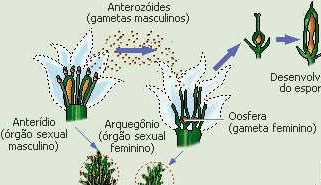 Anterozóides
(gametas masculinos)
Desenvolv
do espor
Anterídio
(órgão sexual
masculino)
Arquegônio
(órgão sexual
feminino)
Oosfera
(gameta feminino)